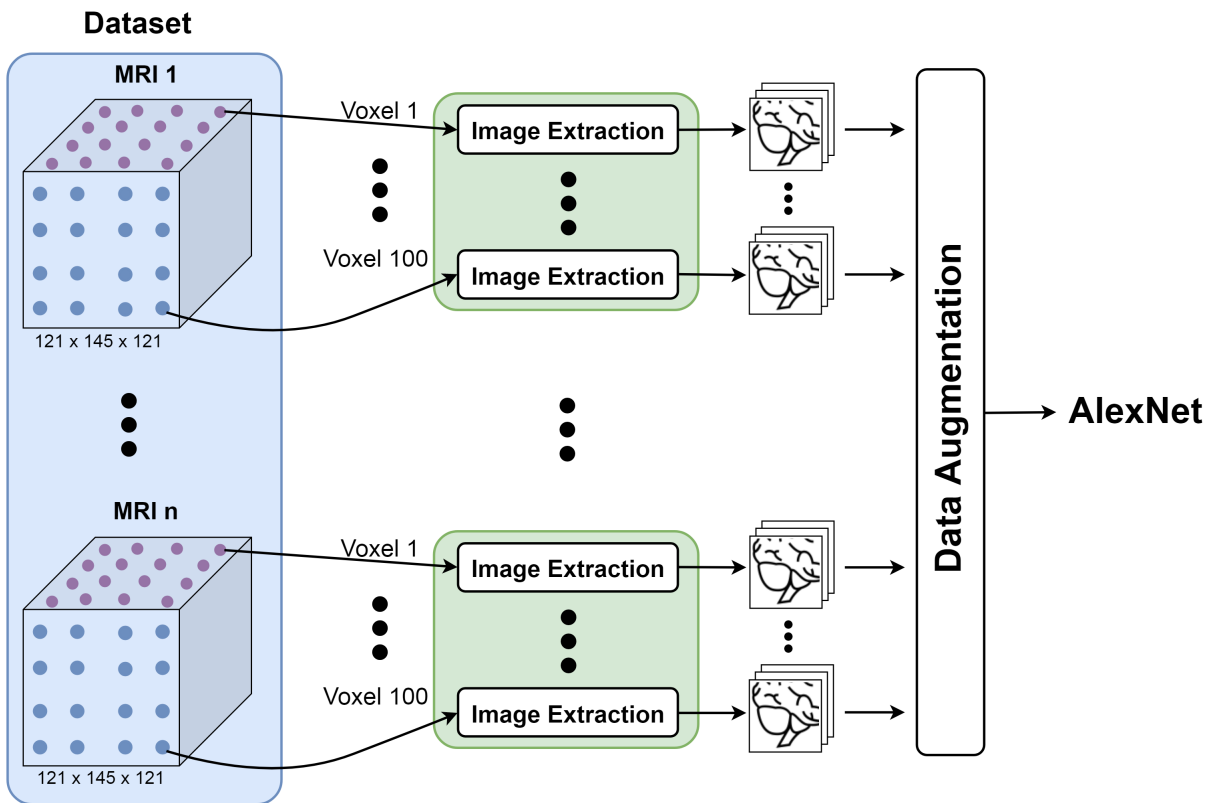 Dataset
MRI 1
121 x 145 x 121
Voxel 1
Voxel 100
Image Extraction
Image Extraction
MRI n
121 x 145 x 121
Voxel 1
Voxel 100
Image Extraction
Image Extraction
Data Augmentation
AlexNet